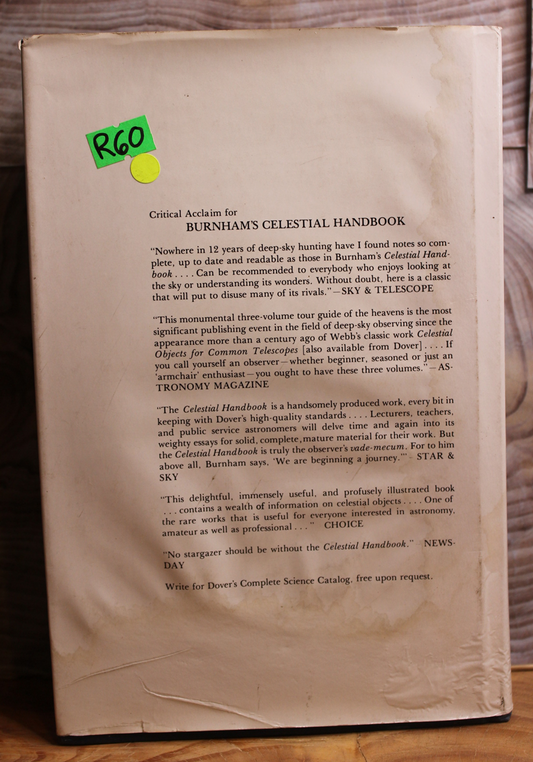 R60
Critical Acclaim for
BURNHAM'S CELESTIAL HANDBOOK
"Nowhere in 12 years of deep-sky hunting have I found notes so com-
plete, up to date and readable as those in Burnham's Celestial Hand-
book . . . . Can be recommended to everybody who enjoys looking at
the sky or understanding its wonders. Without doubt, here is a classic
that will put to disuse many of its rivals."—SKY & TELESCOPE
"This monumental three-volume tour guide of the heavens is the most
significant publishing event in the field of deep-sky observing since the
appearance more than a century ago of Webb's classic work Celestial
Objects for Common Telescopes [also available from Dover] . . . . If
you call yourself an observer—whether beginner, seasoned or just an
'armchair' enthusiast—you ought to have these three volumes."—AS-
TRONOMY MAGAZINE
"The Celestial Handbook is a handsomely produced work, every bit in
keeping with Dover's high-quality standards . . . . Lecturers, teachers,
and public service astronomers will delve time and again into its
weighty essays for solid, complete, mature material for their work. But
the Celestial Handbook is truly the observer's vade-mecum. For to him
above all, Burnham says, 'We are beginning a journey.'" STAR &
SKY
"This delightful, immensely useful, and profusely illustrated book
. . . contains a wealth of information on celestial objects . . . . One of
the rare works that is useful for everyone interested in astronomy,
amateur as well as professional . . . " CHOICE
"No stargazer should be without the Celestial Handbook." NEWS-
DAY
Write for Dover's Complete Science Catalog, free upon request.